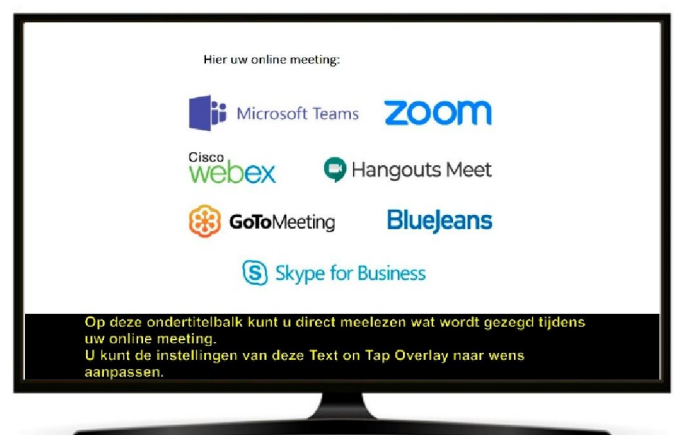 Hier uw online meeting:
Microsoft Teams zoom
Cisco
webex Hangouts Meet
GoToMeeting BlueJeans
Skype for Business
Op deze ondertitelbalk kunt u direct meelezen wat wordt gezegd tijdens
uw online meeting.
U kunt de instellingen van deze Text on Tap Overlay naar wens
aanpassen.